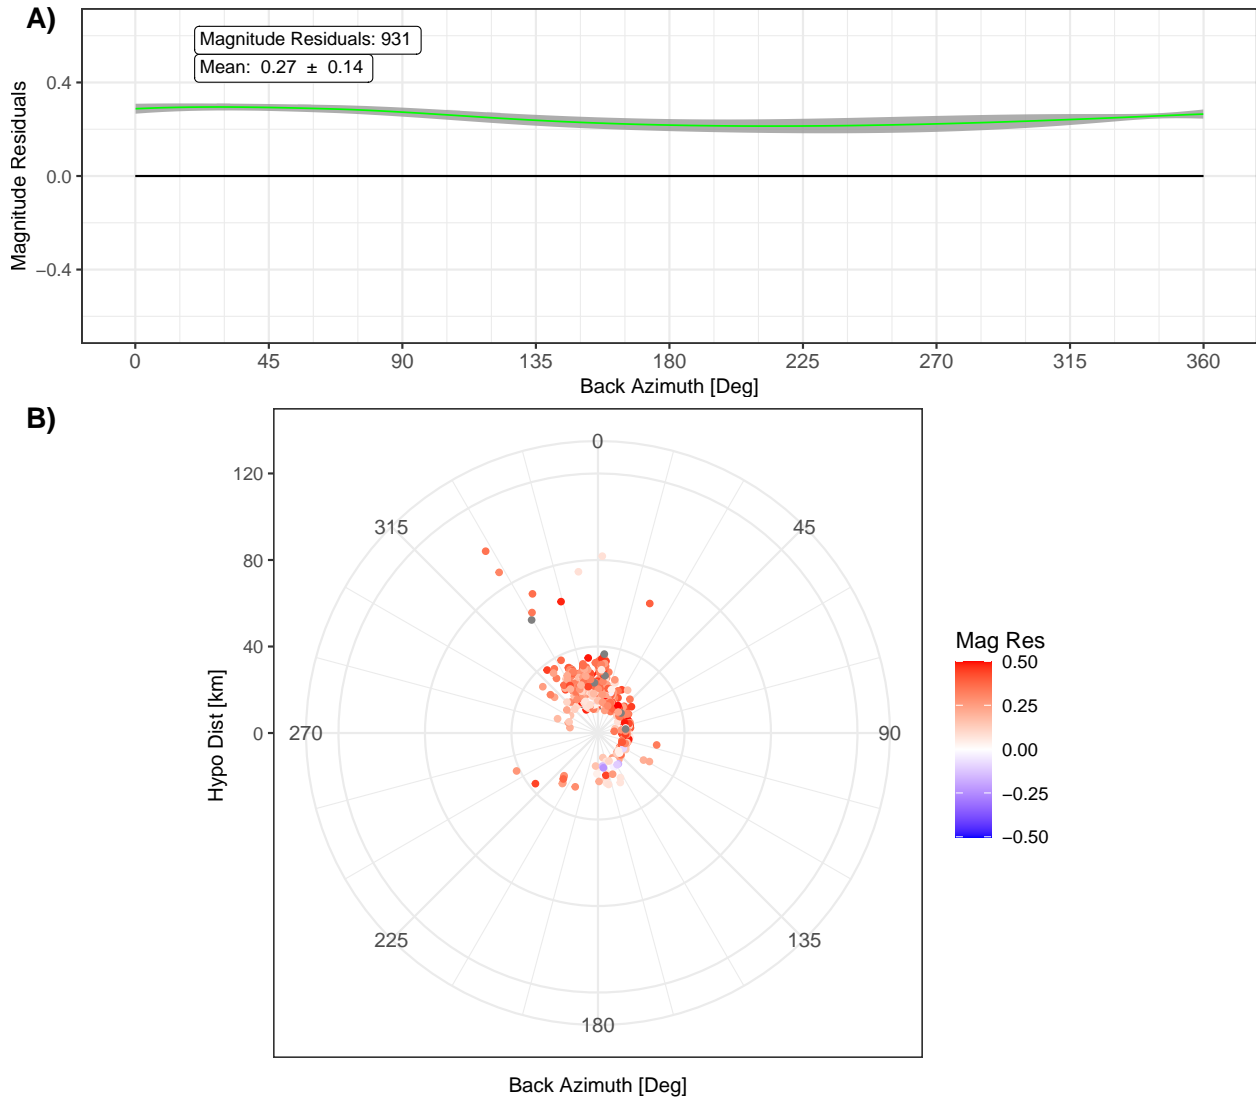 A)
Magnitude Residuals: 931
Mean:  0.27  ±  0.14
0.4
0.0
−0.4
Magnitude Residuals
0 45 90 135 180 225 270 315 360
Back Azimuth [Deg]
B)
0
45
90
135
180
225
270
315
120
80
40
0
Hypo Dist [km]
Back Azimuth [Deg]
Mag Res
0.50
0.25
0.00
−0.25
−0.50